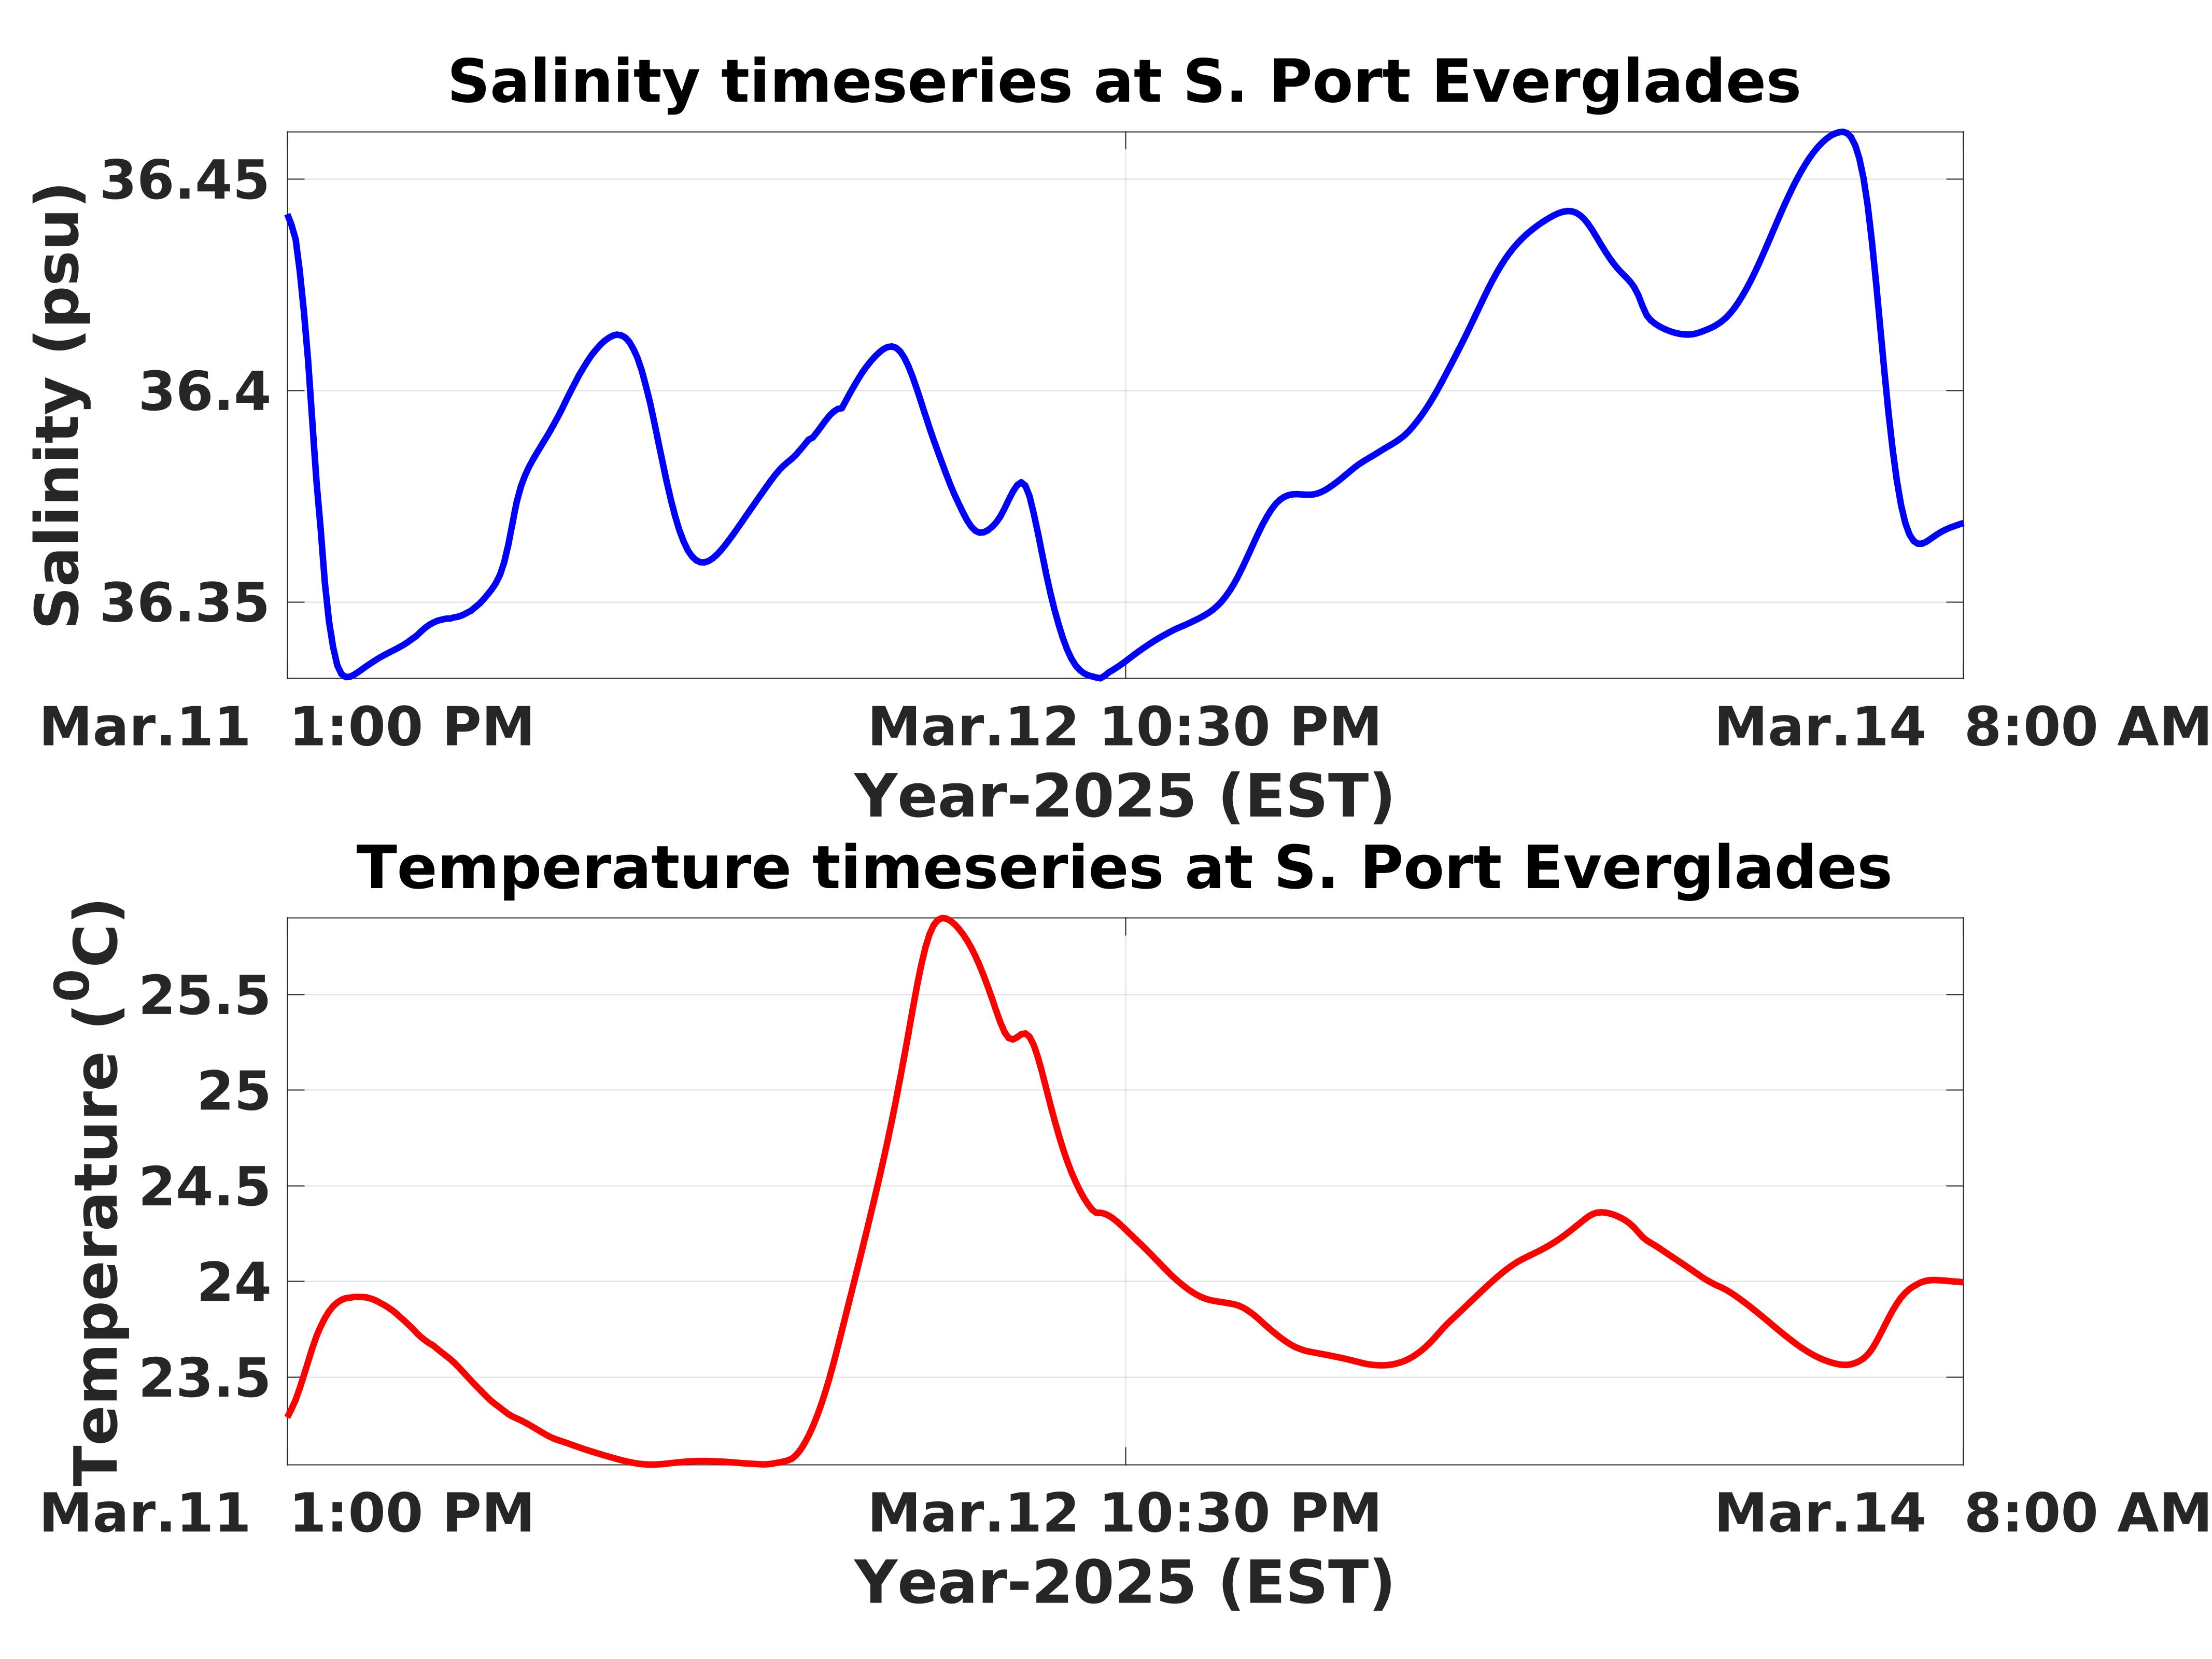 Salinity timeseries at S. Port Everglades
Salinity (psu)
36.45
36.4
36.35
Mar.11  1:00 PM
Mar.12 10:30 PM
Mar.14  8:00 AM
Year-2025 (EST)
Temperature timeseries at S. Port Everglades
Temperature (⁰C)
25.5
25
24.5
24
23.5
Mar.11  1:00 PM
Mar.12 10:30 PM
Mar.14  8:00 AM
Year-2025 (EST)